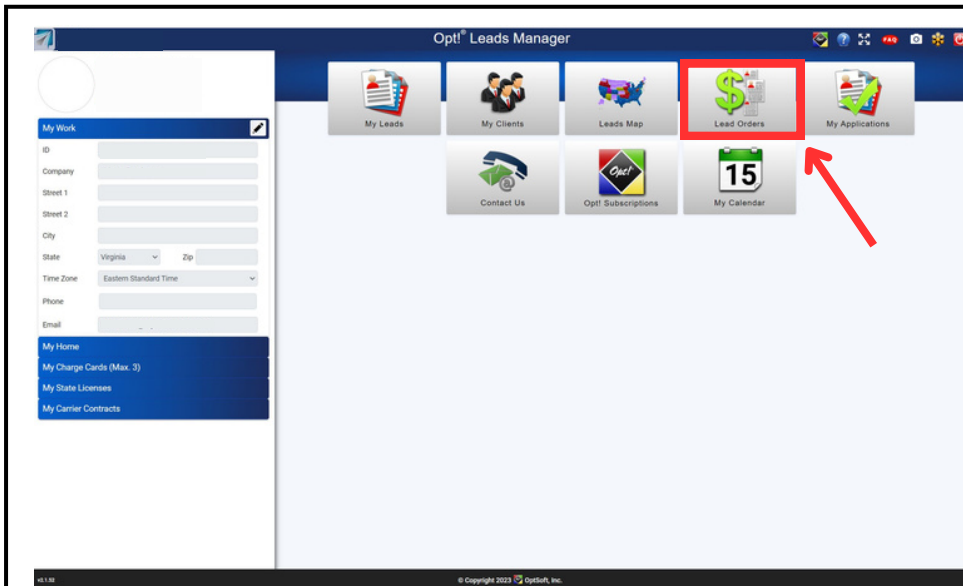 Opt!® Leads Manager
FAQ
My Work
ID
Company
Street 1
Street 2
City
State Virginia Zip
Time Zone Eastern Standard Time
Phone
Email
My Home
My Charge Cards (Max. 3)
My State Licenses
My Carrier Contracts
My Leads
My Clients
Leads Map
$
Lead Orders
My Applications
@
Contact Us
Opt!
Opt! Subscriptions
15
My Calendar
v2.1.52
© Copyright 2023 OptSoft, Inc.